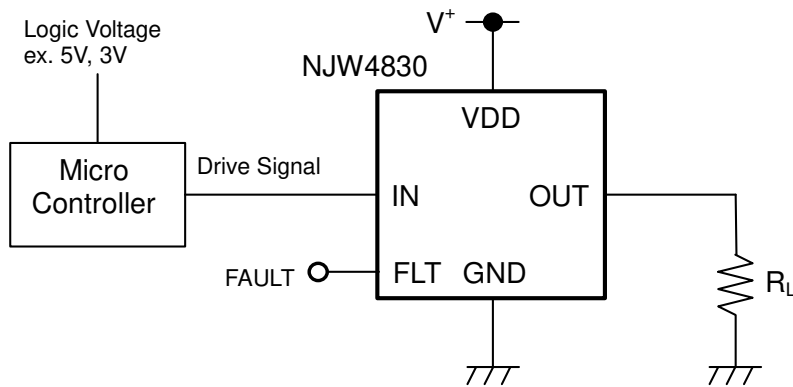 Logic Voltage
ex. 5V, 3V
V+
NJW4830
VDD
Micro
Controller
Drive Signal
IN
OUT
FAULT
FLT
GND
RL